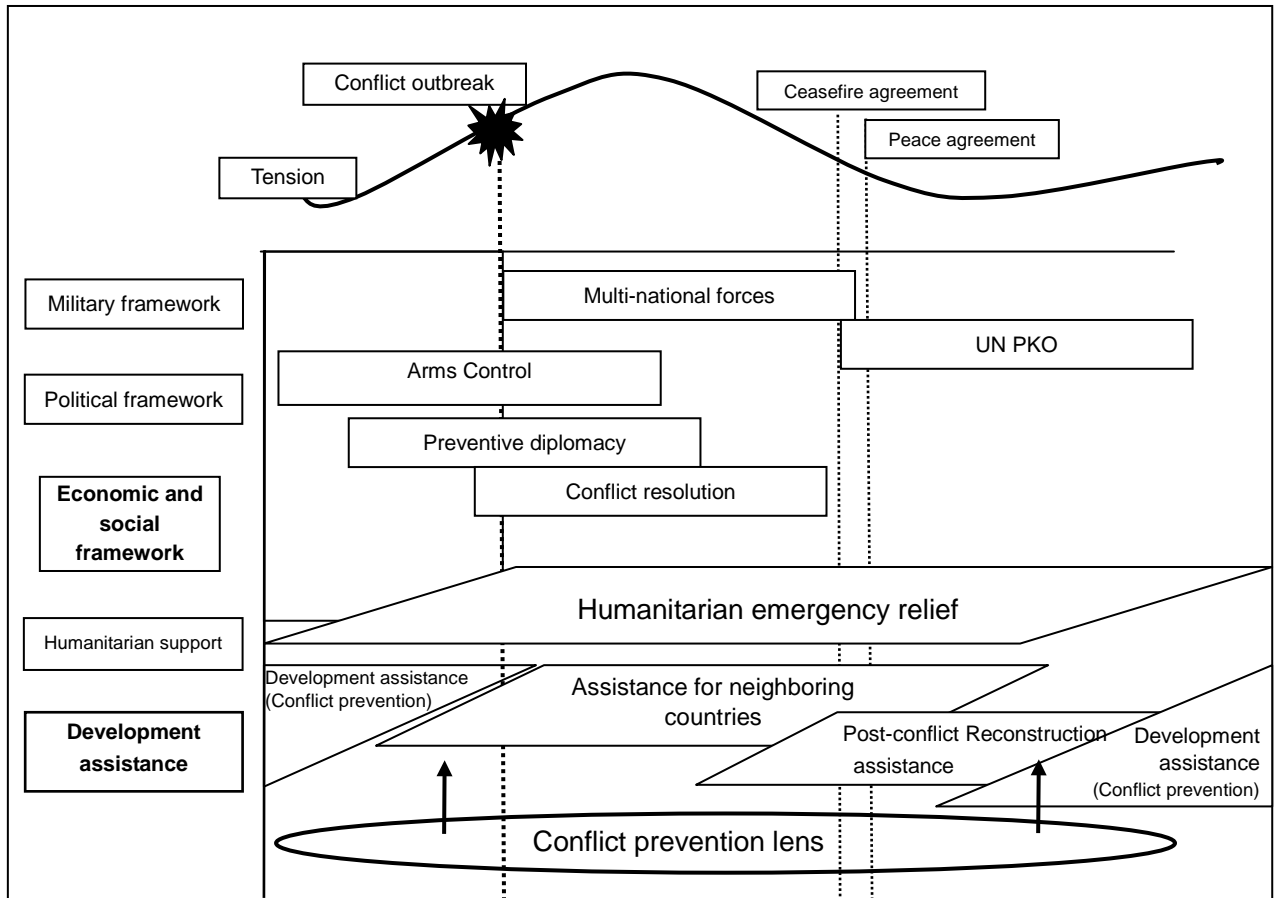 Conflict outbreak
Ceasefire agreement
Peace agreement
Tension
Military framework
Multi-national forces
UN PKO
Arms Control
Political framework
Preventive diplomacy
Conflict resolution
Economic and
social
framework
Humanitarian emergency relief
Humanitarian support
Development assistance
(Conflict prevention)
Assistance for neighboring
countries
Development
assistance
Post-conflict Reconstruction
assistance
Development
assistance
(Conflict prevention)
Conflict prevention lens